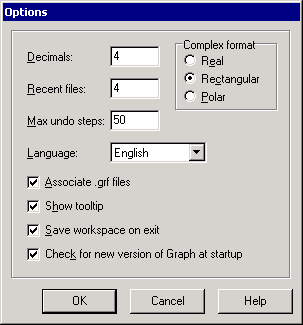 Options
Decimals: 4
Complex format
Real
Recent files: 4
Rectangular
Polar
Max undo steps: 50
Language: English
Associate .grf files
Show tooltip
Save workspace on exit
Check for new version of Graph at startup
OK Cancel Help